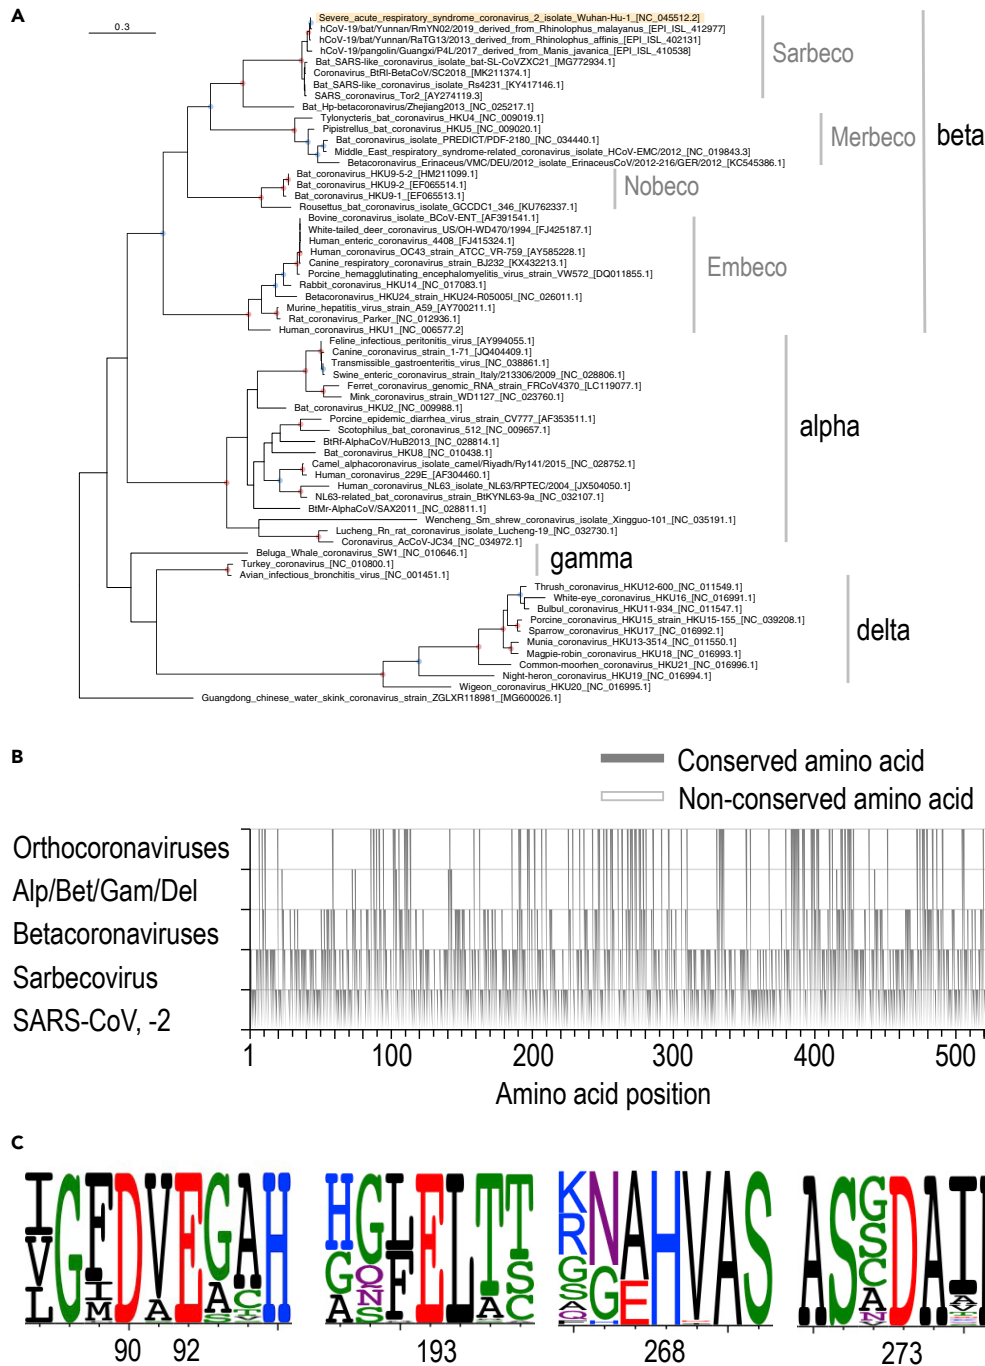 A
0.3
Severe_acute_respiratory_syndrome_coronavirus_2_isolate_Wuhan-Hu-1_[NC_045512.2]
hCoV-19/bat/Yunnan/RmYN02/2019_derived_from_Rhinolophus_malayanus_[EPI_ISL_412977]
hCoV-19/bat/Yunnan/RaTG13/2013_derived_from_Rhinolophus_affinis_[EPI_ISL_402131]
hCoV-19/pangolin/Guangxi/P4L/2017_derived_from_Manis_javanica_[EPI_ISL_410538]
Bat_SARS-like_coronavirus_isolate_bat-SL-CoVZXC21_[MG772934.1]
Coronavirus_BtRl-BetaCoV/SC2018_[MK211374.1]
Bat_SARS-like_coronavirus_isolate_Rs4231_[KY417146.1]
SARS_coronavirus_Tor2_[AY274119.3]
Sarbeco
Bat_Hp-betacoronavirus/Zhejiang2013_[NC_025217.1]
Tylonycteris_bat_coronavirus_HKU4_[NC_009019.1]
Pipistrellus_bat_coronavirus_HKU5_[NC_009020.1]
Bat_coronavirus_isolate_PREDICT/PDF-2180_[NC_034440.1]
Middle_East_respiratory_syndrome-related_coronavirus_isolate_HCoV-EMC/2012_[NC_019843.3]
Betacoronavirus_Erinaceus/VMC/DEU/2012_isolate_ErinaceusCoV/2012-216/GER/2012_[KC545386.1]
Merbeco
beta
Bat_coronavirus_HKU9-5-2_[HM211099.1]
Bat_coronavirus_HKU9-2_[EF065514.1]
Bat_coronavirus_HKU9-1_[EF065513.1]
Rousettus_bat_coronavirus_isolate_GCCDC1_346_[KU762337.1]
Nobeco
Bovine_coronavirus_isolate_BCoV-ENT_[AF391541.1]
White-tailed_deer_coronavirus_US/OH-WD470/1994_[FJ425187.1]
Human_enteric_coronavirus_4408_[FJ415324.1]
Human_coronavirus_OC43_strain_ATCC_VR-759_[AY585228.1]
Canine_respiratory_coronavirus_strain_BJ232_[KX432213.1]
Porcine_hemagglutinating_encephalomyelitis_virus_strain_VW572_[DQ011855.1]
Rabbit_coronavirus_HKU14_[NC_017083.1]
Betacoronavirus_HKU24_strain_HKU24-R05005I_[NC_026011.1]
Murine_hepatitis_virus_strain_A59_[AY700211.1]
Rat_coronavirus_Parker_[NC_012936.1]
Human_coronavirus_HKU1_[NC_006577.2]
Embeco
Feline_infectious_peritonitis_virus_[AY994055.1]
Canine_coronavirus_strain_1-71_[JQ404409.1]
Transmissible_gastroenteritis_virus_[NC_038861.1]
Swine_enteric_coronavirus_strain_Italy/213306/2009_[NC_028806.1]
Ferret_coronavirus_genomic_RNA_strain_FRCoV4370_[LC119077.1]
Mink_coronavirus_strain_WD1127_[NC_023760.1]
Bat_coronavirus_HKU2_[NC_009988.1]
Porcine_epidemic_diarrhea_virus_strain_CV777_[AF353511.1]
Scotophilus_bat_coronavirus_512_[NC_009657.1]
BtRf-AlphaCoV/HuB2013_[NC_028814.1]
Bat_coronavirus_HKU8_[NC_010438.1]
Camel_alphacoronavirus_isolate_camel/Riyadh/Ry141/2015_[NC_028752.1]
Human_coronavirus_229E_[AF304460.1]
Human_coronavirus_NL63_isolate_NL63/RPTEC/2004_[JX504050.1]
NL63-related_bat_coronavirus_strain_BtKYNL63-9a_[NC_032107.1]
BtMr-AlphaCoV/SAX2011_[NC_028811.1]
Wencheng_Sm_shrew_coronavirus_isolate_Xingguo-101_[NC_035191.1]
Lucheng_Rn_rat_coronavirus_isolate_Lucheng-19_[NC_032730.1]
Coronavirus_AcCoV-JC34_[NC_034972.1]
alpha
Beluga_Whale_coronavirus_SW1_[NC_010646.1]
Turkey_coronavirus_[NC_010800.1]
Avian_infectious_bronchitis_virus_[NC_001451.1]
gamma
Thrush_coronavirus_HKU12-600_[NC_011549.1]
White-eye_coronavirus_HKU16_[NC_016991.1]
Bulbul_coronavirus_HKU11-934_[NC_011547.1]
Porcine_coronavirus_HKU15_strain_HKU15-155_[NC_039208.1]
Sparrow_coronavirus_HKU17_[NC_016992.1]
Munia_coronavirus_HKU13-3514_[NC_011550.1]
Magpie-robin_coronavirus_HKU18_[NC_016993.1]
Common-moorhen_coronavirus_HKU21_[NC_016996.1]
Night-heron_coronavirus_HKU19_[NC_016994.1]
Wigeon_coronavirus_HKU20_[NC_016995.1]
delta
Guangdong_chinese_water_skink_coronavirus_strain_ZGLXR118981_[MG600026.1]
B
Conserved amino acid
Non-conserved amino acid
Orthocoronaviruses
Alp/Bet/Gam/Del
Betacoronaviruses
Sarbecovirus
SARS-CoV, -2
1 100 200 300 400 500
Amino acid position
C
IGFDVEGAH HGLELTT KNAHVAS ASGDAI
90 92 193 268 273